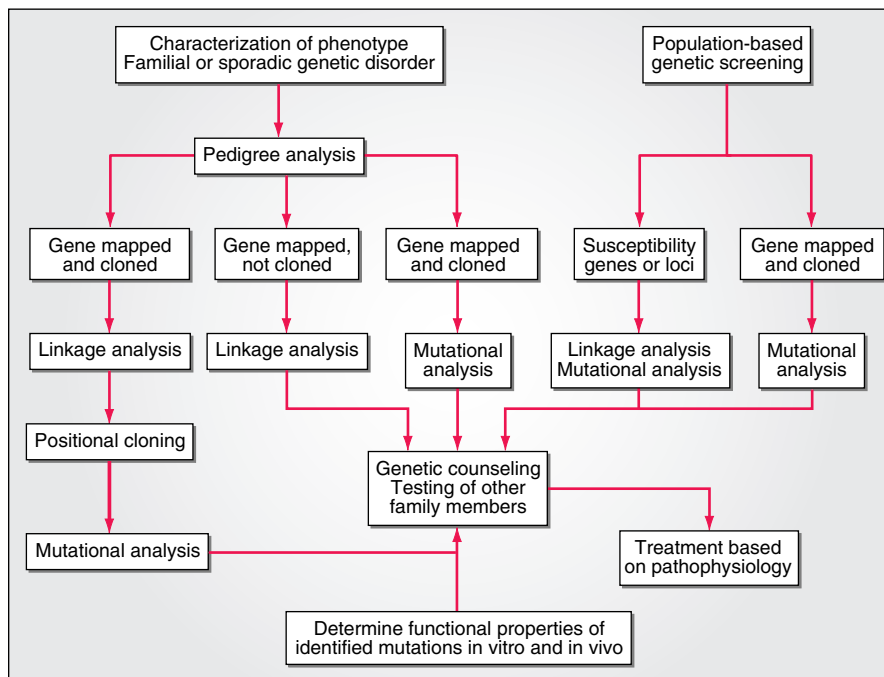 Characterization of phenotype
Familial or sporadic genetic disorder
Population-based
genetic screening
Pedigree analysis
Gene mapped
and cloned
Gene mapped,
not cloned
Gene mapped
and cloned
Susceptibility
genes or loci
Gene mapped
and cloned
Linkage analysis
Linkage analysis
Mutational
analysis
Linkage analysis
Mutational analysis
Mutational
analysis
Positional cloning
Genetic counseling
Testing of other
family members
Mutational analysis
Treatment based
on pathophysiology
Determine functional properties of
identified mutations in vitro and in vivo